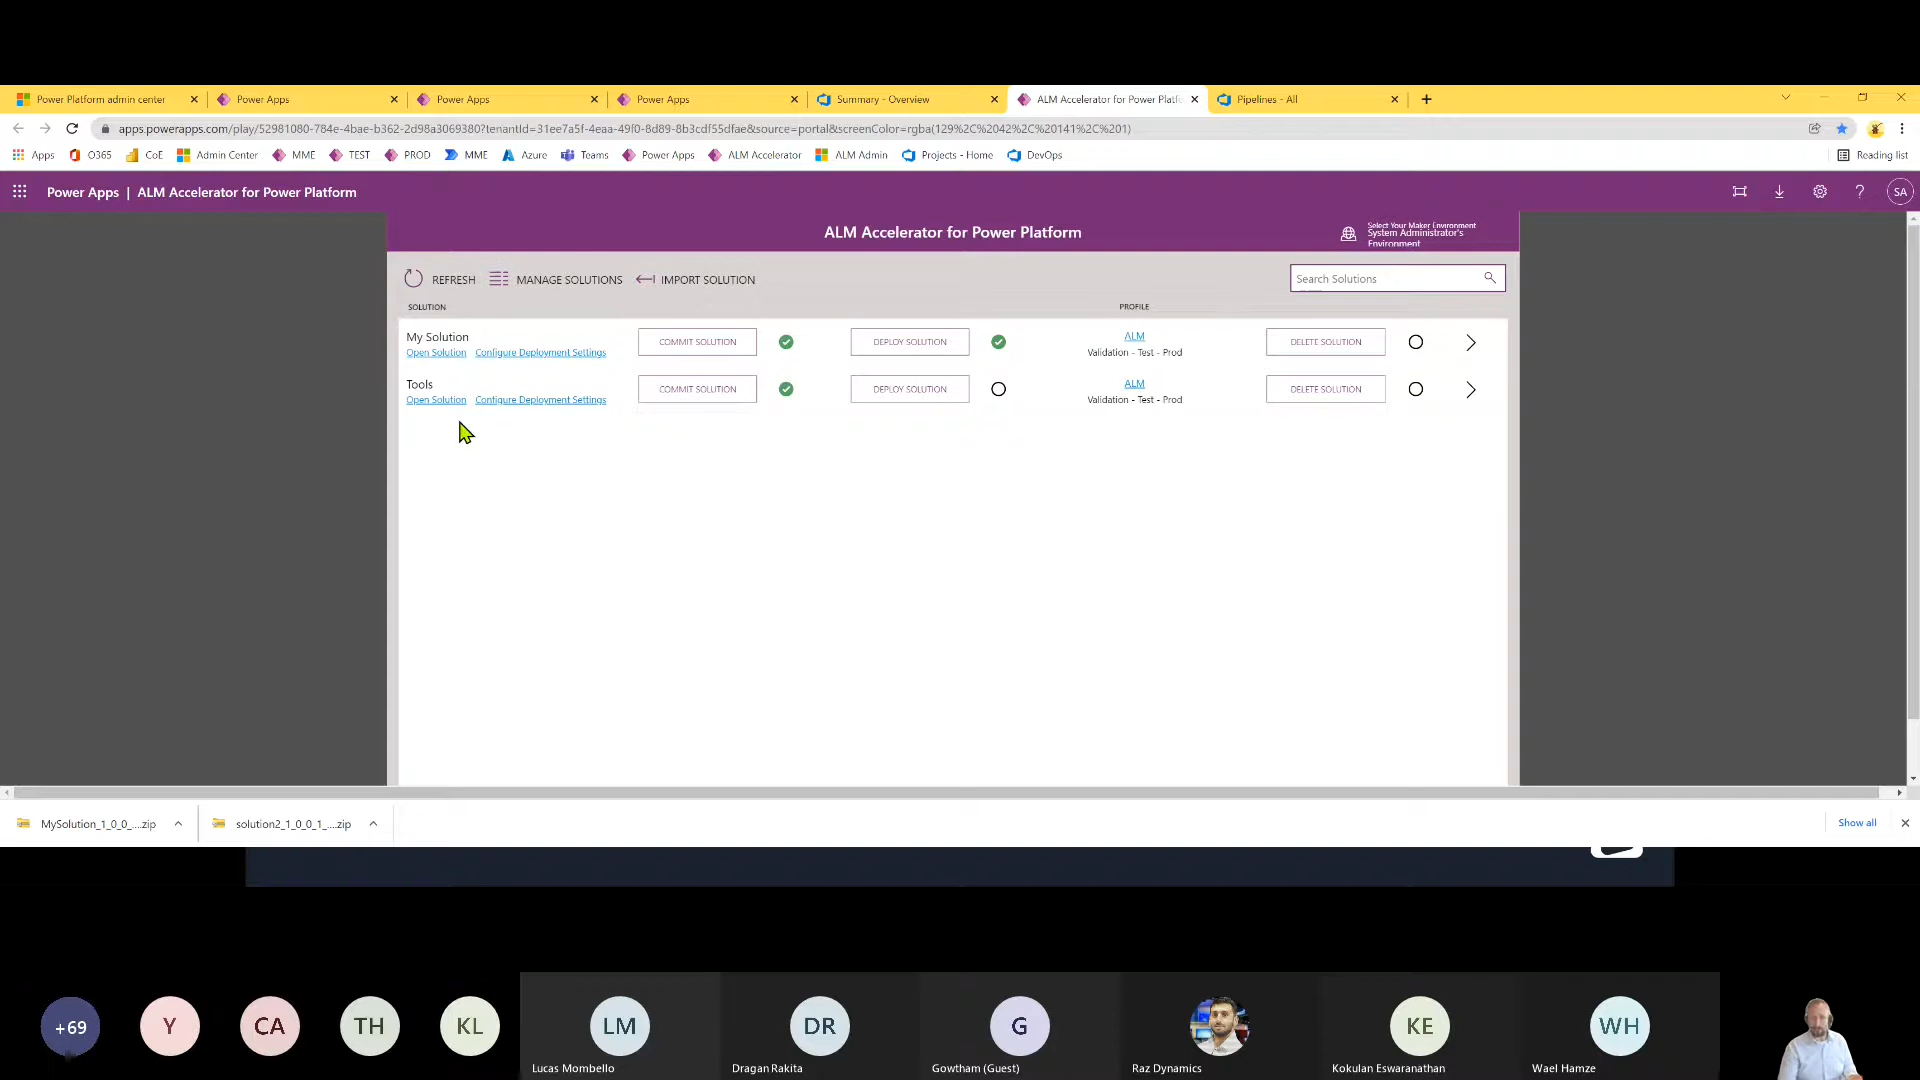 Power Platform admin center
Power Apps
Power Apps
Power Apps
Summary - Overview
ALM Accelerator for Power Platfo
Pipelines - All
apps.powerapps.com/play/52981080-784e-4bae-b362-2d98a3069380?tenantId=31ee7a5f-4eaa-49f0-8d89-8b3cdf55dfae&source=portal&screenColor=rgba(129%2C%2042%2C%20141%2C%201)
Apps O365 CoE Admin Center MME TEST PROD MME Azure Teams Power Apps ALM Accelerator ALM Admin Projects - Home DevOps Reading list
Power Apps | ALM Accelerator for Power Platform
SA
ALM Accelerator for Power Platform
Select Your Maker Environment
System Administrator's
Environment
REFRESH MANAGE SOLUTIONS IMPORT SOLUTION
Search Solutions
SOLUTION PROFILE
My Solution
Open Solution Configure Deployment Settings
COMMIT SOLUTION
DEPLOY SOLUTION
ALM
Validation - Test - Prod
DELETE SOLUTION
Tools
Open Solution Configure Deployment Settings
COMMIT SOLUTION
DEPLOY SOLUTION
ALM
Validation - Test - Prod
DELETE SOLUTION
MySolution_1_0_0_....zip
solution2_1_0_0_1_....zip
Show all
+69
Y
CA
TH
KL
LM
Lucas Mombello
DR
Dragan Rakita
G
Gowtham (Guest)
Raz Dynamics
KE
Kokulan Eswaranathan
WH
Wael Hamze